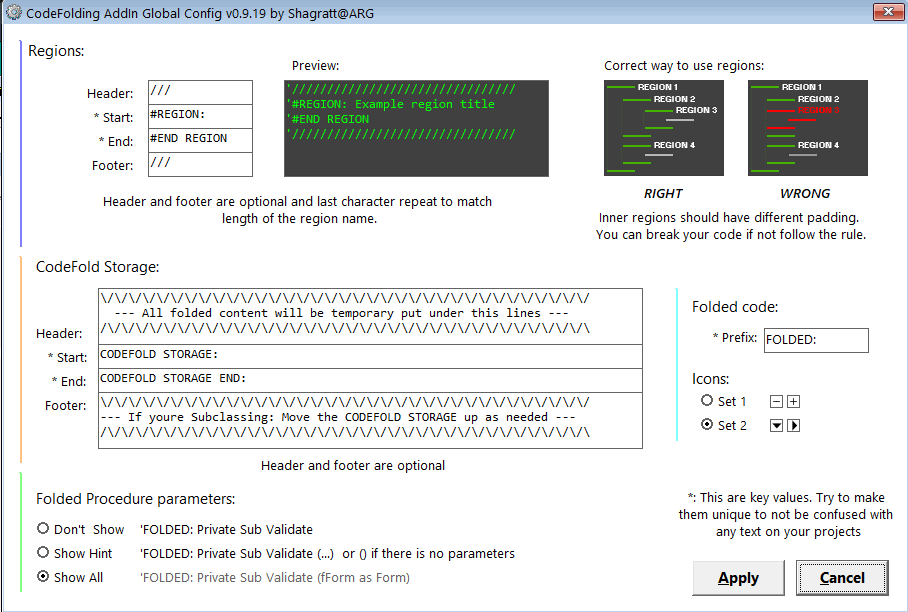 CodeFolding AddIn Global Config v0.9.19 by Shagratt@ARG
Regions:
Preview:
Correct way to use regions:
Header: ///
* Start: #REGION:
* End: #END REGION
Footer: ///
'////////////////////////////////
'#REGION: Example region title
'#END REGION
'////////////////////////////////
REGION 1
REGION 2
REGION 3
REGION 4
REGION 1
REGION 2
REGION 3
REGION 4
RIGHT
WRONG
Header and footer are optional and last character repeat to match
length of the region name.
Inner regions should have different padding.
You can break your code if not follow the rule.
CodeFold Storage:
Header:
\/\/\/\/\/\/\/\/\/\/\/\/\/\/\/\/\/\/\/\/\/\/\/\/\/\/\/\/\/\/\/\/\/\/
--- All folded content will be temporary put under this lines ---
/\/\/\/\/\/\/\/\/\/\/\/\/\/\/\/\/\/\/\/\/\/\/\/\/\/\/\/\/\/\/\/\/\/\
* Start: CODEFOLD STORAGE:
* End: CODEFOLD STORAGE END:
Footer:
\/\/\/\/\/\/\/\/\/\/\/\/\/\/\/\/\/\/\/\/\/\/\/\/\/\/\/\/\/\/\/\/\/\/
--- If youre Subclassing: Move the CODEFOLD STORAGE up as needed ---
/\/\/\/\/\/\/\/\/\/\/\/\/\/\/\/\/\/\/\/\/\/\/\/\/\/\/\/\/\/\/\/\/\/\
Header and footer are optional
Folded code:
* Prefix: FOLDED:
Icons:
Set 1
Set 2
Folded Procedure parameters:
Don't Show 'FOLDED: Private Sub Validate
Show Hint 'FOLDED: Private Sub Validate (...) or () if there is no parameters
Show All 'FOLDED: Private Sub Validate (fForm as Form)
*: This are key values. Try to make
them unique to not be confused with
any text on your projects
Apply
Cancel